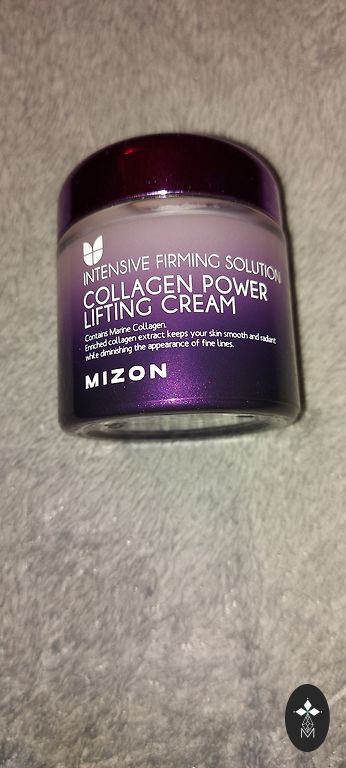 INTENSIVE FIRMING SOLUTION
COLLAGEN POWER
LIFTING CREAM
Contains Marine Collagen.
Enriched collagen extract keeps your skin smooth and radiant
while diminishing the appearance of fine lines.
MIZON
M